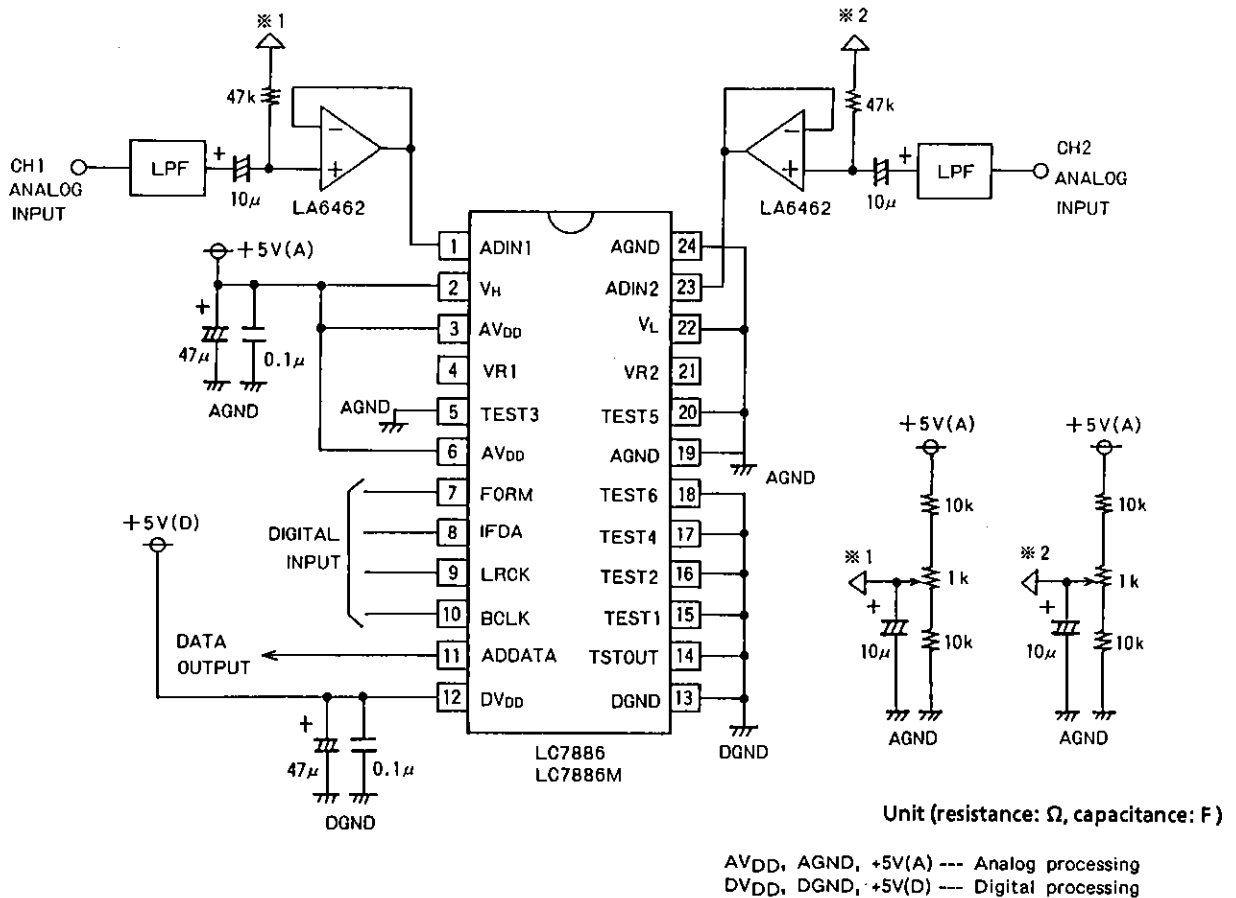 ※1
※2
47k
47k
CH1
ANALOG
INPUT
LPF
+
10μ
−
+
LA6462
−
+
LA6462
+
10μ
LPF
CH2
ANALOG
INPUT
+5V(A)
+
47μ
0.1μ
AGND
AGND
1 ADIN1
2 VH
3 AVDD
4 VR1
5 TEST3
6 AVDD
7 FORM
8 IFDA
9 LRCK
10 BCLK
11 ADDATA
12 DVDD
AGND 24
ADIN2 23
VL 22
VR2 21
TEST5 20
AGND 19
TEST6 18
TEST4 17
TEST2 16
TEST1 15
TSTOUT 14
DGND 13
AGND
DGND
DIGITAL
INPUT
+5V(D)
DATA
OUTPUT
+
47μ
0.1μ
DGND
LC7886
LC7886M
+5V(A)
10k
※1
1k
+
10μ
10k
AGND
+5V(A)
10k
※2
1k
+
10μ
10k
AGND
Unit (resistance: Ω, capacitance: F)
AVDD, AGND, +5V(A) --- Analog processing
DVDD, DGND, +5V(D) --- Digital processing